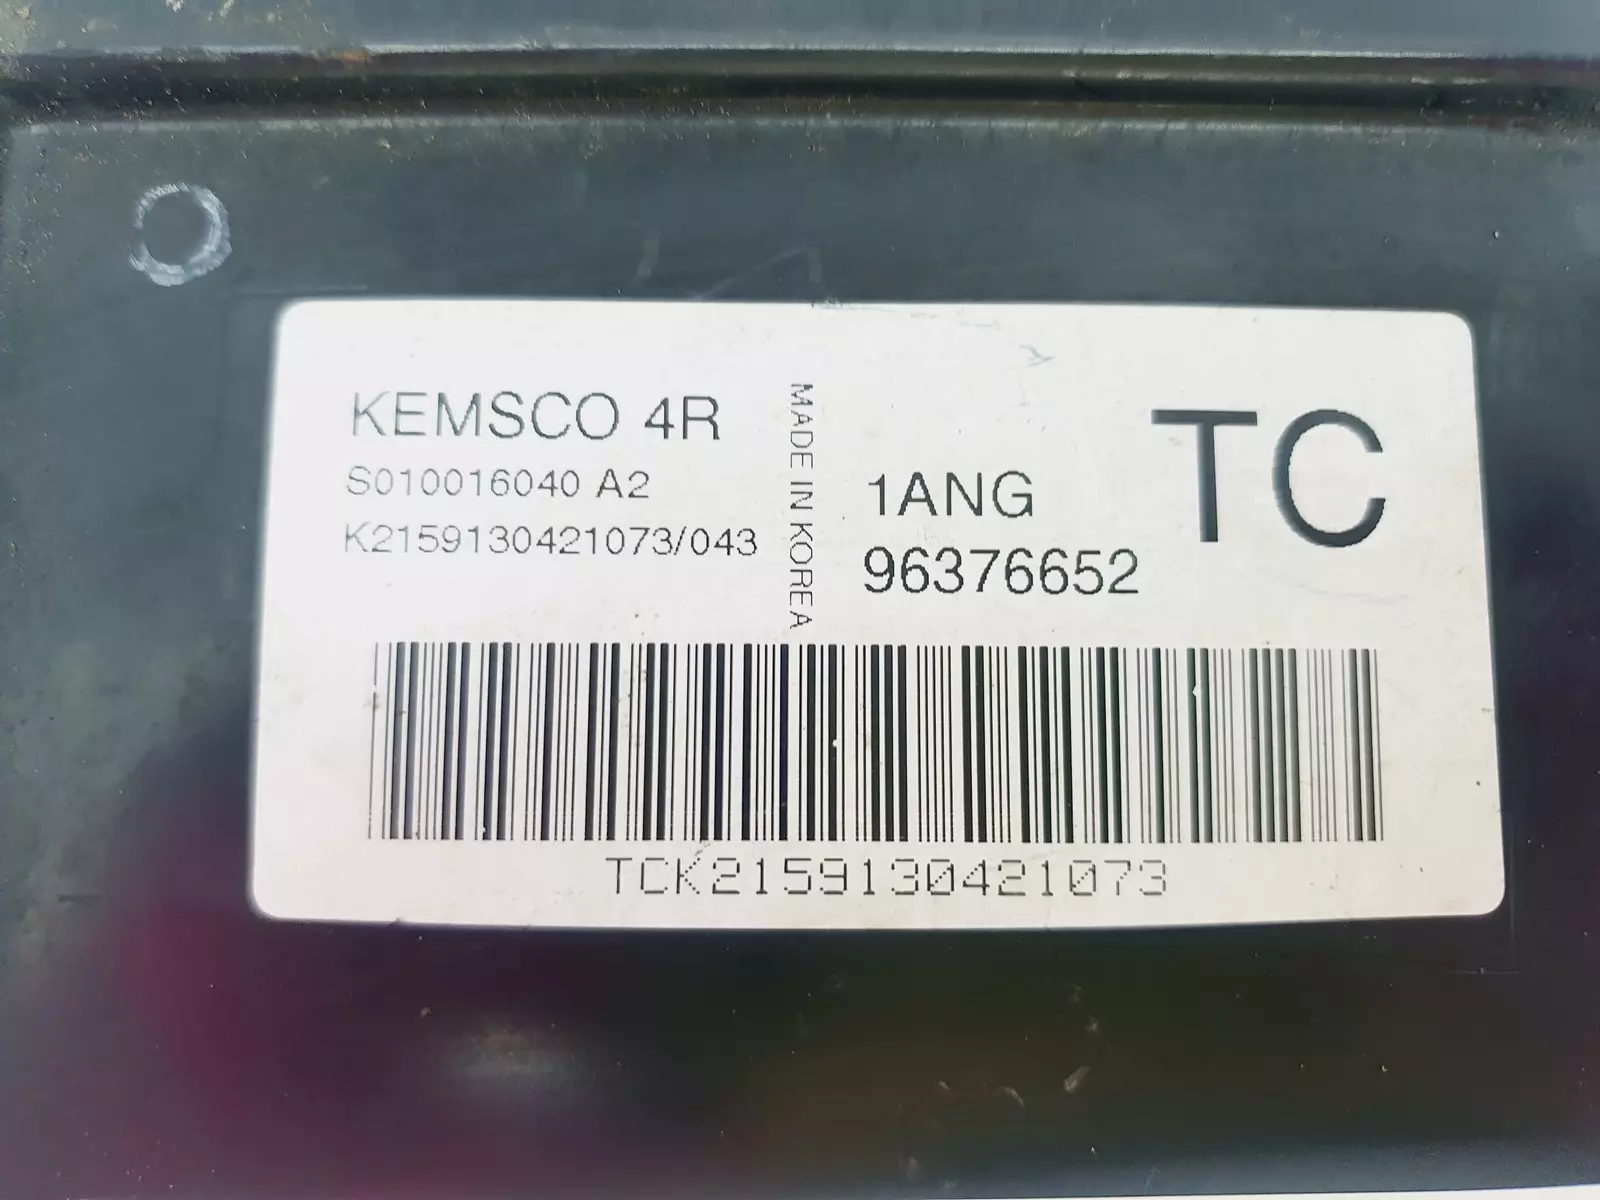 KEMSCO 4R
S010016040 A2
K2159130421073/043
MADE IN KOREA
1ANG
96376652
TC
TCK2159130421073